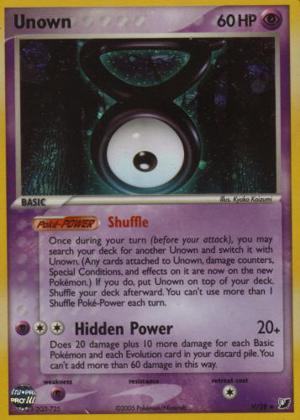 Unown
60 HP
Illus. Kyoko Koizumi
BASIC
Poké-POWER Shuffle
Once during your turn (before your attack), you may
search your deck for another Unown and switch it with
Unown. (Any cards attached to Unown, damage counters,
Special Conditions, and effects on it are now on the new
Pokémon.) If you do, put Unown on top of your deck.
Shuffle your deck afterward. You can't use more than 1
Shuffle Poké-Power each turn.
Hidden Power 20+
Does 20 damage plus 10 more damage for each Basic
Pokémon and each Evolution card in your discard pile. You
can't add more than 60 damage in this way.
weakness resistance retreat cost
©2005 Pokémon/Nintendo